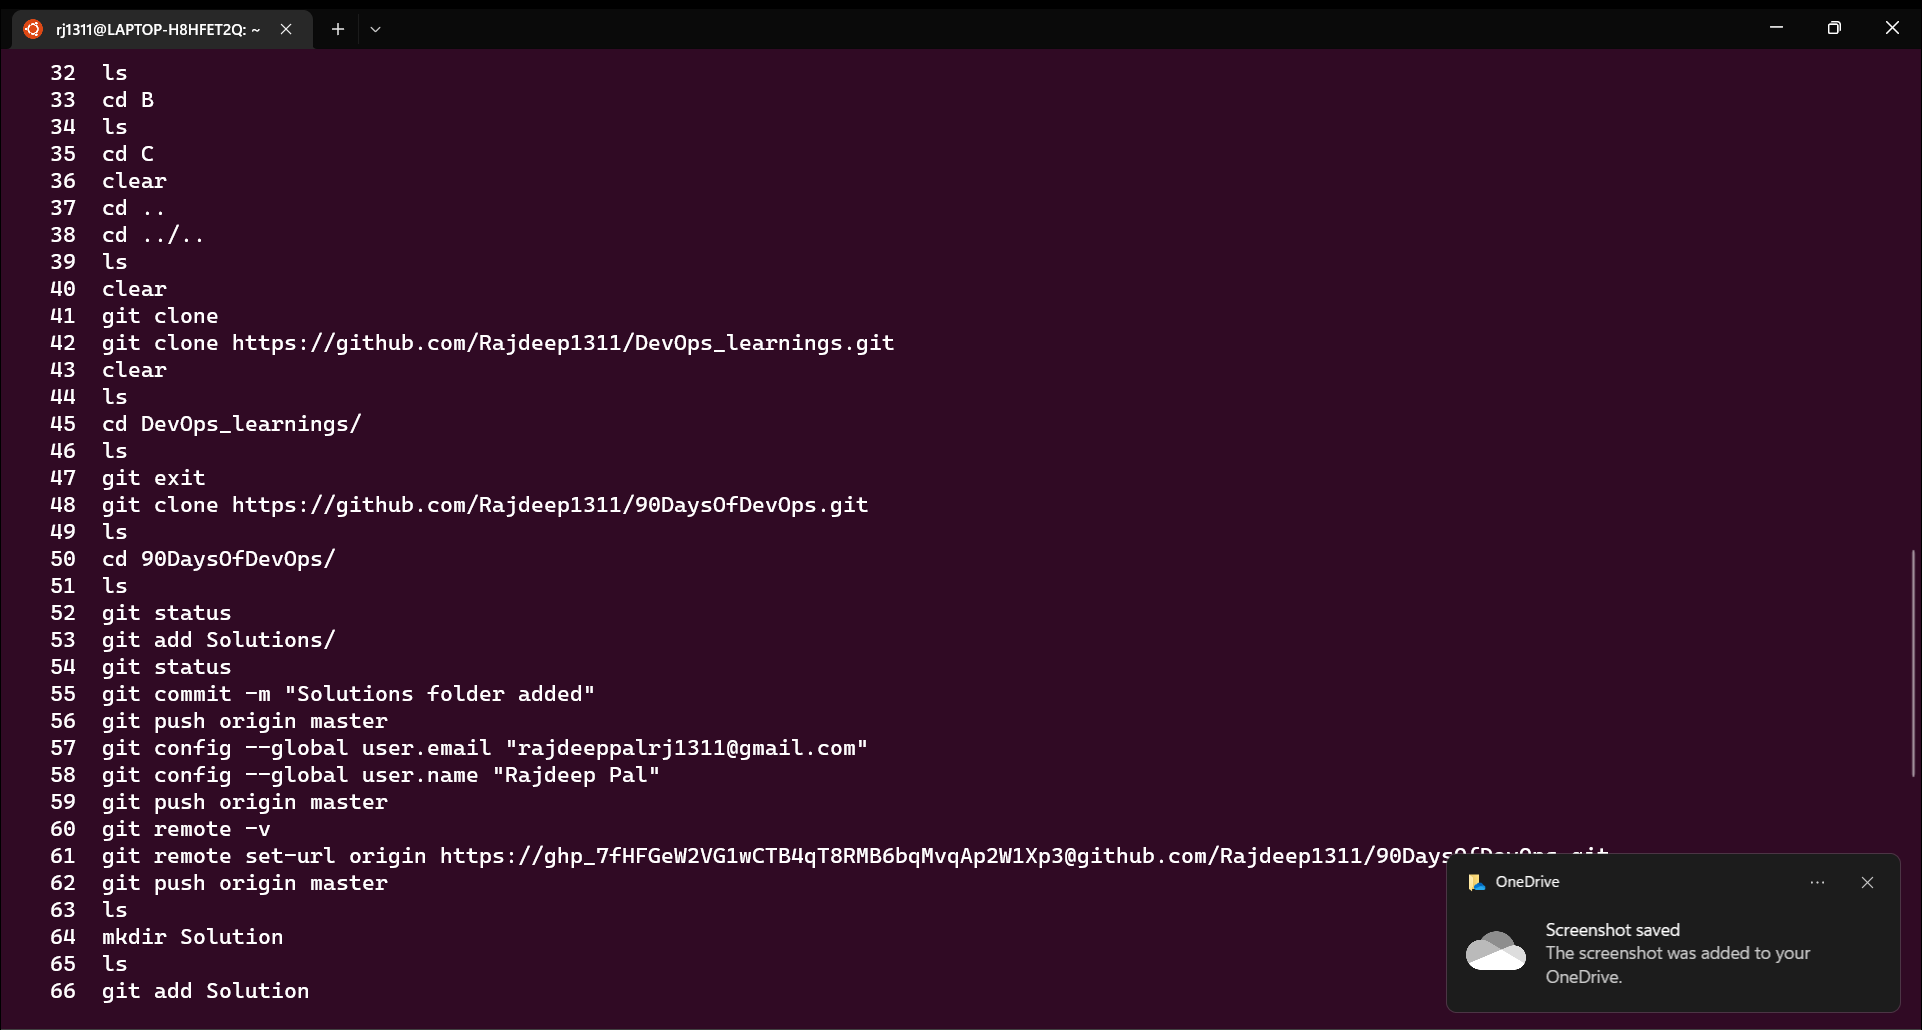 rj1311@LAPTOP-H8HFET2Q: ~
32 ls
33 cd B
34 ls
35 cd C
36 clear
37 cd ..
38 cd ../..
39 ls
40 clear
41 git clone
42 git clone https://github.com/Rajdeep1311/DevOps_learnings.git
43 clear
44 ls
45 cd DevOps_learnings/
46 ls
47 git exit
48 git clone https://github.com/Rajdeep1311/90DaysOfDevOps.git
49 ls
50 cd 90DaysOfDevOps/
51 ls
52 git status
53 git add Solutions/
54 git status
55 git commit -m "Solutions folder added"
56 git push origin master
57 git config --global user.email "rajdeeppalrj1311@gmail.com"
58 git config --global user.name "Rajdeep Pal"
59 git push origin master
60 git remote -v
61 git remote set-url origin https://[access token redacted]@github.com/Rajdeep1311/
62 git push origin master
63 ls
64 mkdir Solution
65 ls
66 git add Solution
OneDrive
Screenshot saved
The screenshot was added to your
OneDrive.